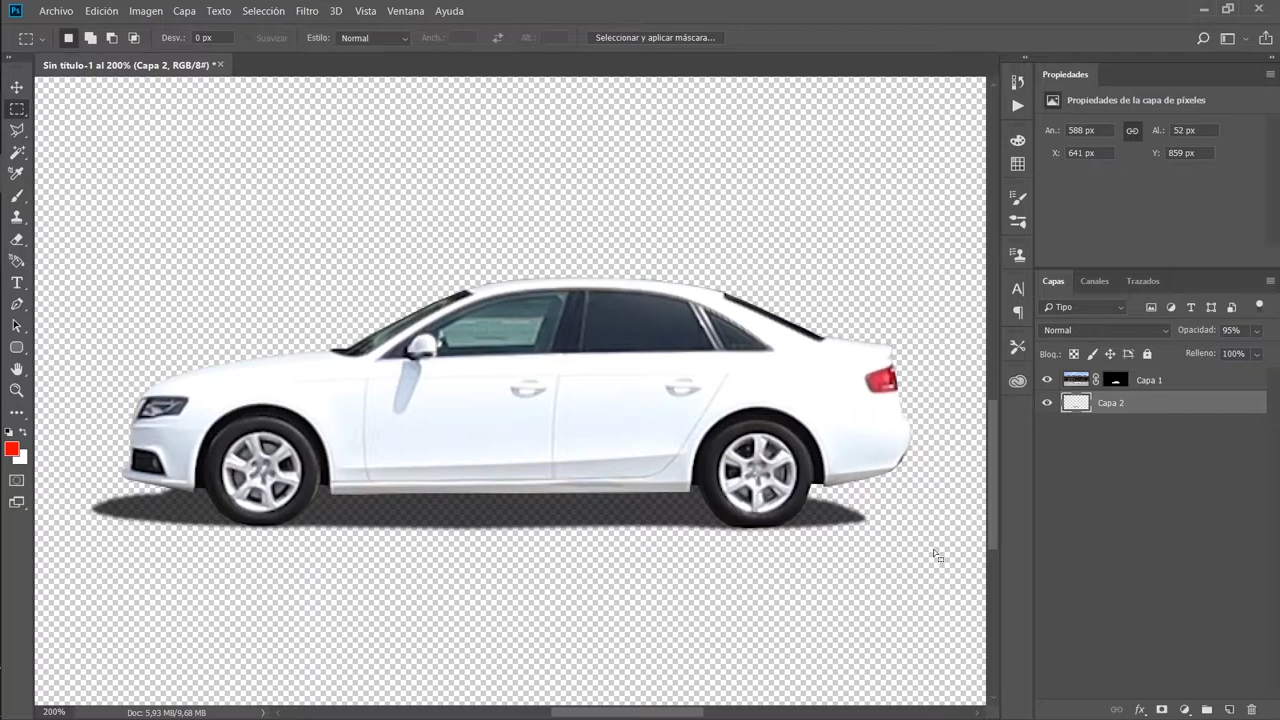 Ps Archivo Edición Imagen Capa Texto Selección Filtro 3D Vista Ventana Ayuda
Desv.: 0 px Suavizar Estilo: Normal Anch.: Alt.: Seleccionar y aplicar máscara...
Sin título-1 al 200% (Capa 2, RGB/8#) *
Propiedades
Propiedades de la capa de píxeles
An.: 588 px Al.: 52 px
X: 641 px Y: 859 px
Capas Canales Trazados
Tipo
Normal Opacidad: 95%
Bloq.: Relleno: 100%
Capa 1
Capa 2
200% Doc: 5,93 MB/9,68 MB